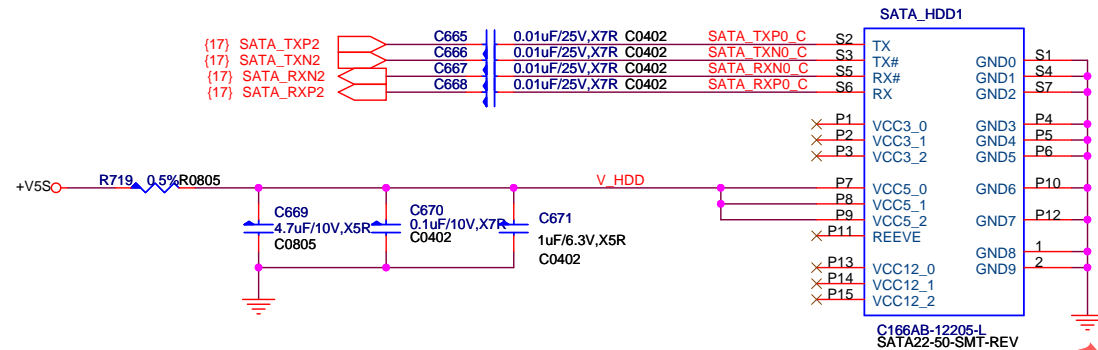 SATA_HDD1
{17} SATA_TXP2 C665 0.01uF/25V,X7R C0402 SATA_TXP0_C S2 TX
{17} SATA_TXN2 C666 0.01uF/25V,X7R C0402 SATA_TXN0_C S3 TX# GND0 S1
{17} SATA_RXN2 C667 0.01uF/25V,X7R C0402 SATA_RXN0_C S5 RX# GND1 S4
{17} SATA_RXP2 C668 0.01uF/25V,X7R C0402 SATA_RXP0_C S6 RX GND2 S7
P1 VCC3_0 GND3 P4
P2 VCC3_1 GND4 P5
P3 VCC3_2 GND5 P6
+V5S R719 0.5% R0805 V_HDD P7 VCC5_0 GND6 P10
P8 VCC5_1
P9 VCC5_2 GND7 P12
P11 REEVE
GND8 1
P13 VCC12_0 GND9 2
P14 VCC12_1
P15 VCC12_2
C669
4.7uF/10V,X5R
C0805
C670
0.1uF/10V,X7R
C0402
C671
1uF/6.3V,X5R
C0402
C166AB-12205-L
SATA22-50-SMT-REV